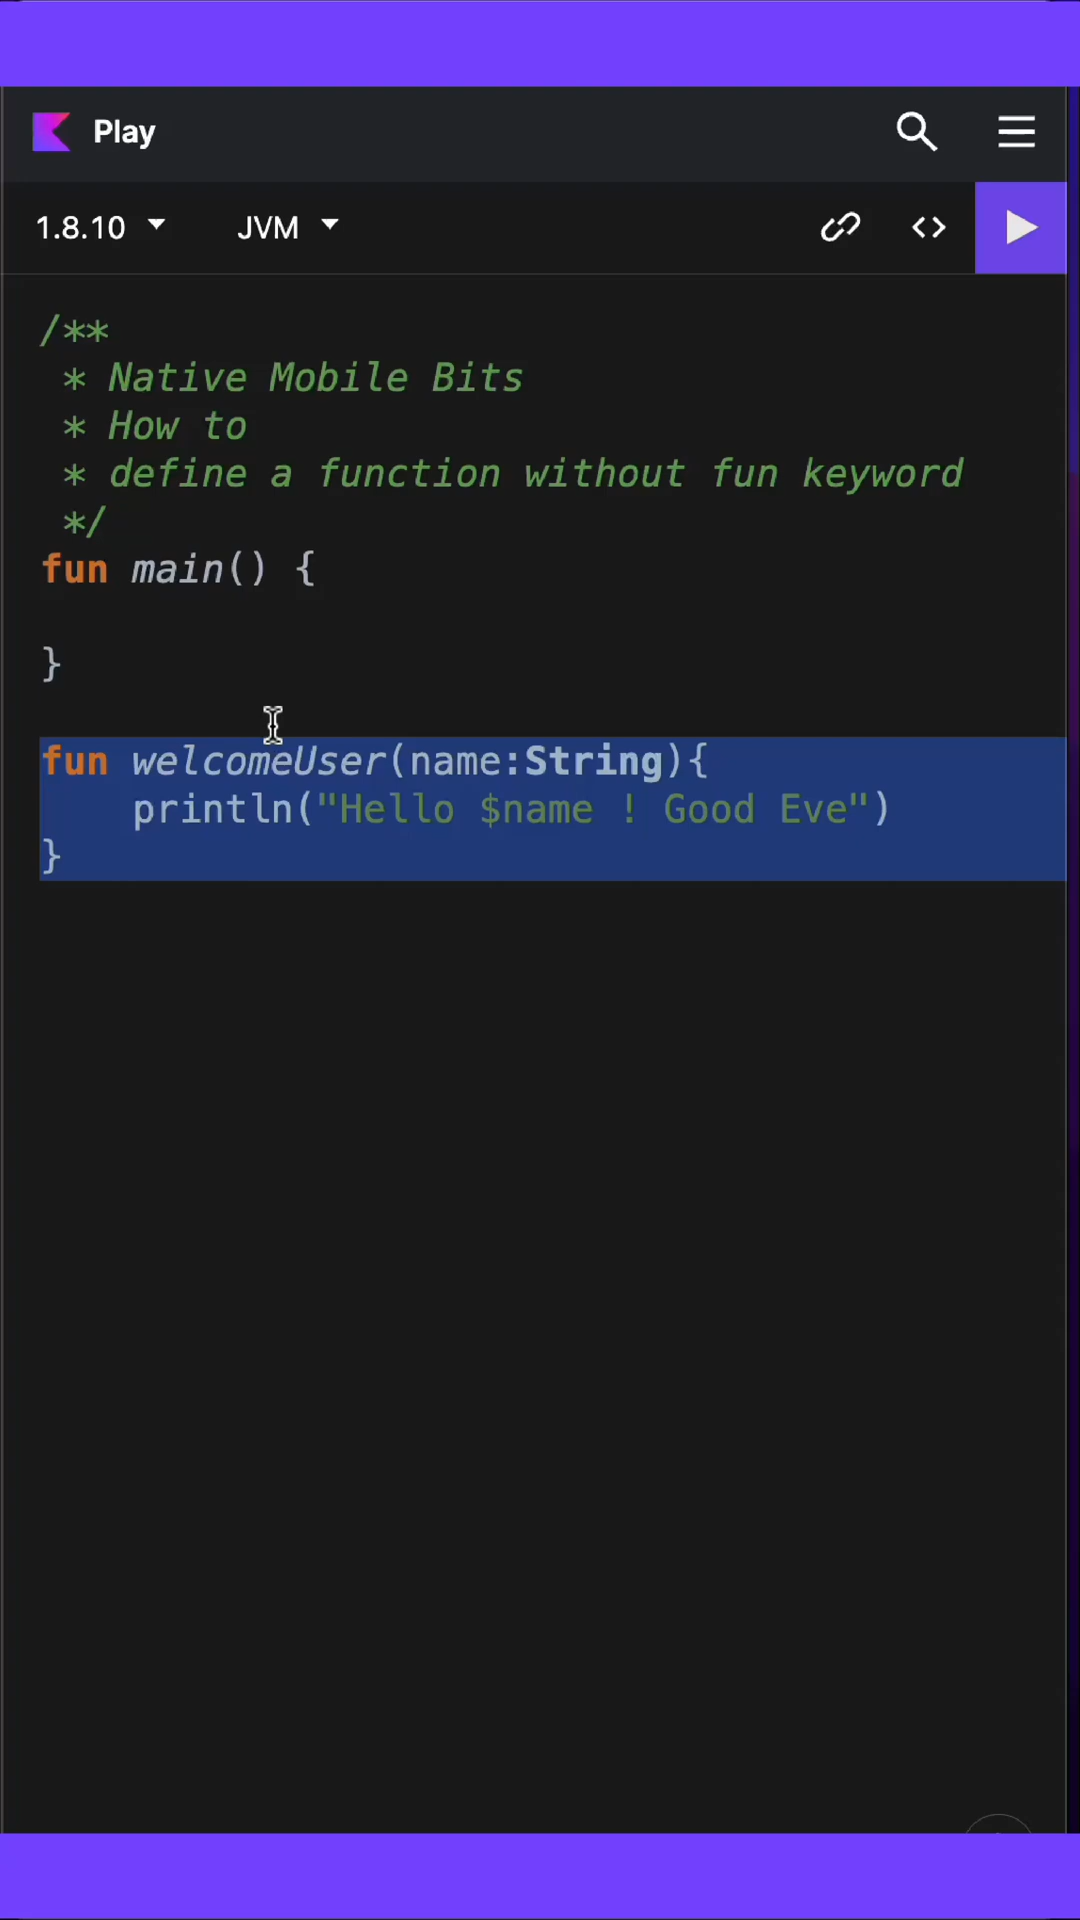 Play
1.8.10 JVM
/**
* Native Mobile Bits
* How to
* define a function without fun keyword
*/
fun main() {
}
fun welcomeUser(name:String){
println("Hello $name ! Good Eve")
}